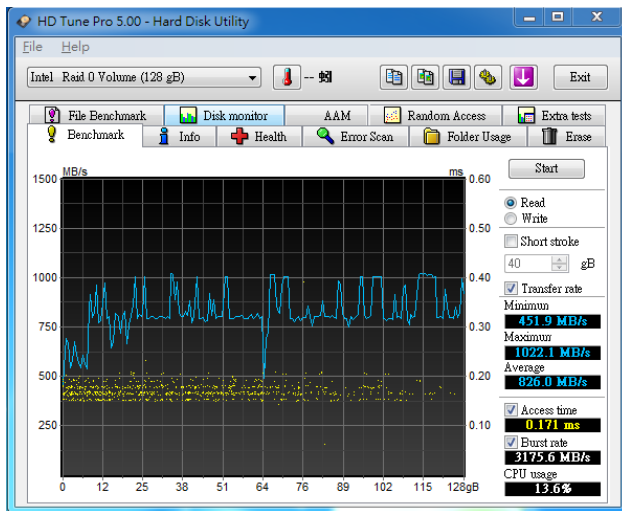 HD Tune Pro 5.00 - Hard Disk Utility
File Help
Intel Raid 0 Volume (128 gB)
-- 蚓
Exit
File Benchmark Disk monitor AAM Random Access Extra tests
Benchmark Info Health Error Scan Folder Usage Erase
MB/s ms
Start
1500 0.60
Read
Write
1250 0.50
Short stroke
40 gB
1000 0.40
Transfer rate
Minimun
750 0.30
451.9 MB/s
Maximun
1022.1 MB/s
Average
500 0.20
826.0 MB/s
Access time
250 0.10
0.171 ms
Burst rate
3175.6 MB/s
CPU usage
13.6%
0 12 25 38 51 64 76 89 102 115 128gB